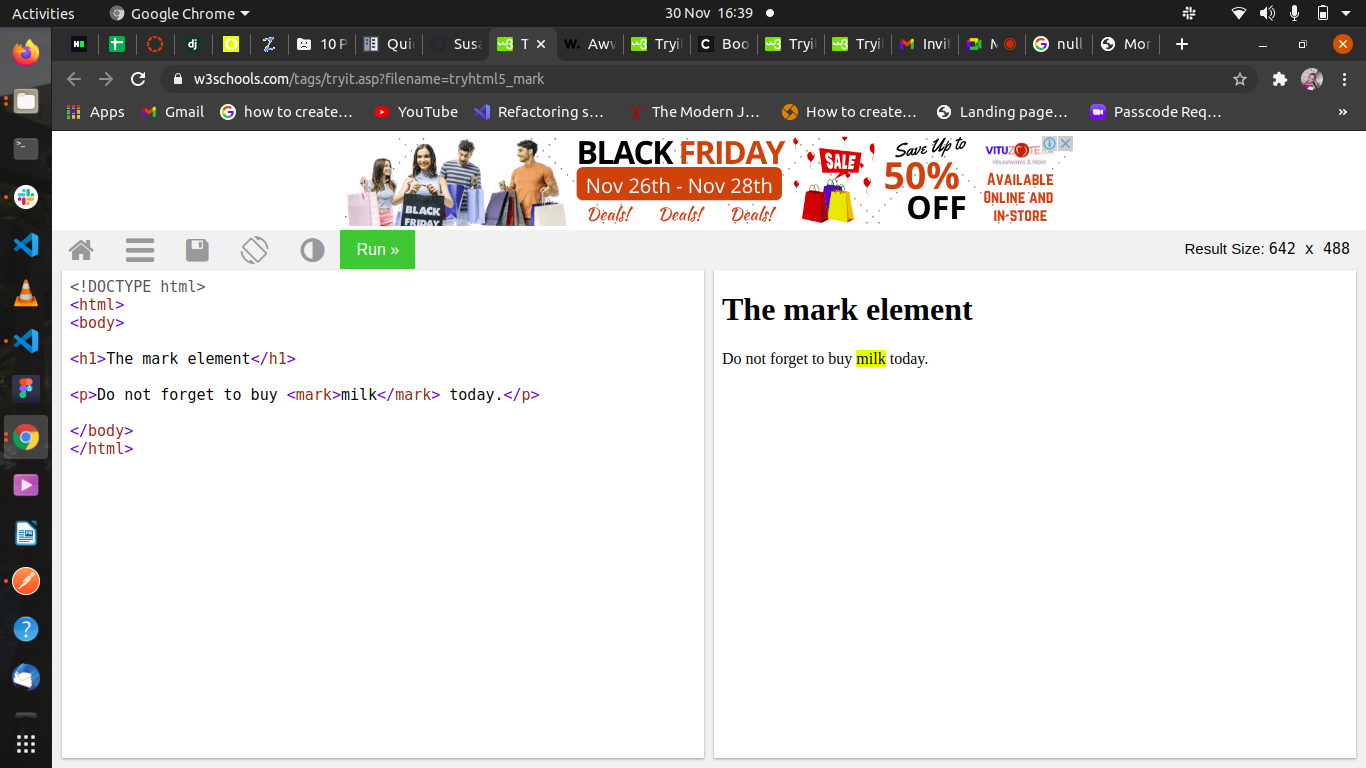 Activities
Google Chrome
30 Nov 16:39
10 P
Qui
Susa
T
Aww
Tryi
Boo
Tryi
Tryi
Invit
M
null
Mor
w3schools.com/tags/tryit.asp?filename=tryhtml5_mark
Apps
Gmail
how to create…
YouTube
Refactoring s…
The Modern J…
How to create…
Landing page…
Passcode Req…
»
BLACK FRIDAY
Nov 26th - Nov 28th
Deals! Deals! Deals!
BLACK
FRIDAY
SALE
Save Up to
50%
OFF
Housewares & More
AVAILABLE
ONLINE AND
IN-STORE
Run »
Result Size: 642 x 488
<!DOCTYPE html>
<html>
<body>
<h1>The mark element</h1>
<p>Do not forget to buy <mark>milk</mark> today.</p>
</body>
</html>
The mark element
Do not forget to buy milk today.